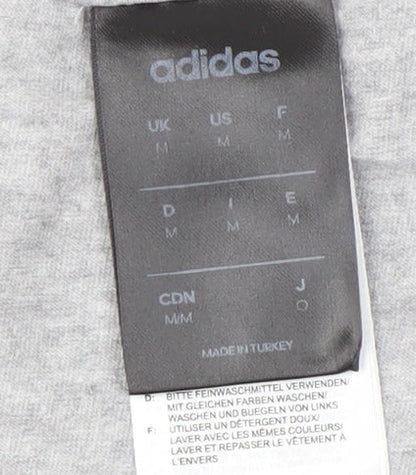 adidas
UK US F
M M M
D I E
M M M
CDN J
M/M O
MADE IN TURKEY
D: BITTE FEINWASCHMITTEL VERWENDEN/
MIT GLEICHEN FARBEN WASCHEN/
WASCHEN UND BUEGELN VON LINKS
F: UTILISER UN DÉTERGENT DOUX/
LAVER AVEC LES MÊMES COULEURS/
LAVER ET REPASSER LE VÊTEMENT À
L'ENVERS